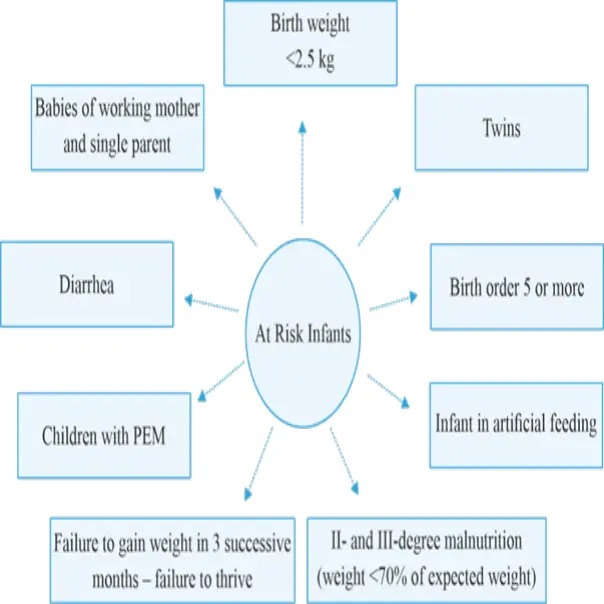 Birth weight
<2.5 kg
Babies of working mother
and single parent
Twins
Diarrhea
Birth order 5 or more
At Risk Infants
Children with PEM
Infant in artificial feeding
Failure to gain weight in 3 successive
months – failure to thrive
II- and III-degree malnutrition
(weight <70% of expected weight)